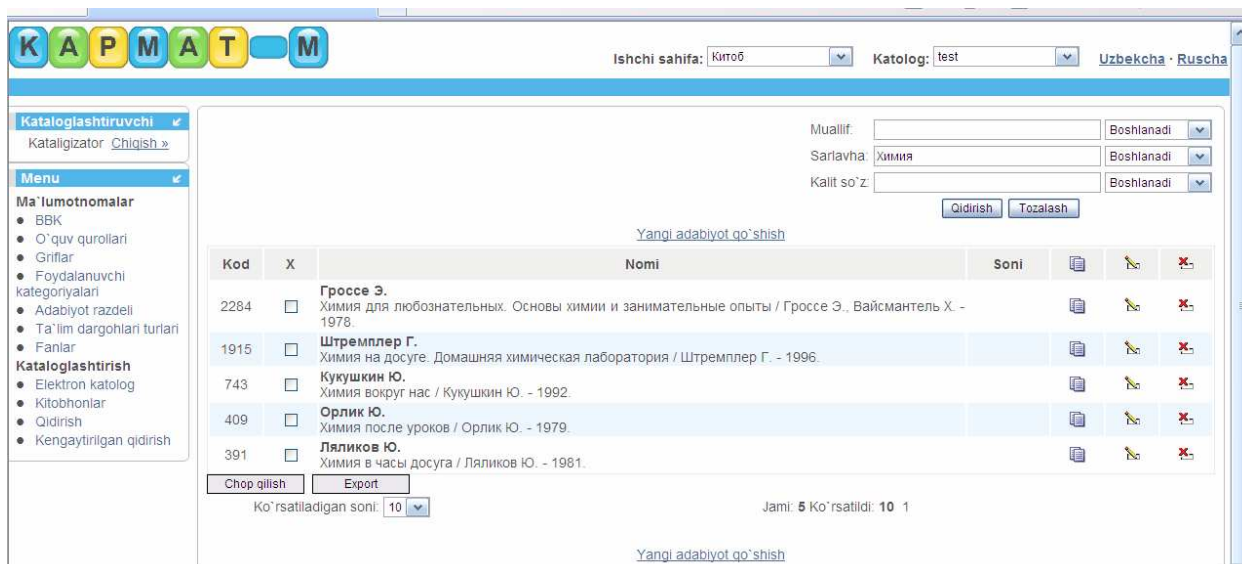 КАРМАТ-М
Ishchi sahifa: Китоб Katolog: test Uzbekcha · Ruscha
Kataloglashtiruvchi
Kataligizator Chiqish »
Menu
Ma`lumotnomalar
BBK
O`quv qurollari
Griflar
Foydalanuvchi
kategoriyalari
Adabiyot razdeli
Ta`lim dargohlari turlari
Fanlar
Kataloglashtirish
Elektron katolog
Kitobhonlar
Qidirish
Kengaytirilgan qidirish
Muallif: Boshlanadi
Sarlavha: Химия Boshlanadi
Kalit so`z: Boshlanadi
Qidirish Tozalash
Yangi adabiyot qo`shish
Kod X Nomi Soni
Гроссе Э.
2284 Химия для любознательных. Основы химии и занимательные опыты / Гроссе Э., Вайсмантель Х. -
1978.
Штремплер Г.
1915 Химия на досуге. Домашняя химическая лаборатория / Штремплер Г. - 1996.
Кукушкин Ю.
743 Химия вокруг нас / Кукушкин Ю. - 1992.
Орлик Ю.
409 Химия после уроков / Орлик Ю. - 1979.
Ляликов Ю.
391 Химия в часы досуга / Ляликов Ю. - 1981.
Chop qilish Export
Ko`rsatiladigan soni: 10 Jami: 5 Ko`rsatildi: 10 1
Yangi adabiyot qo`shish